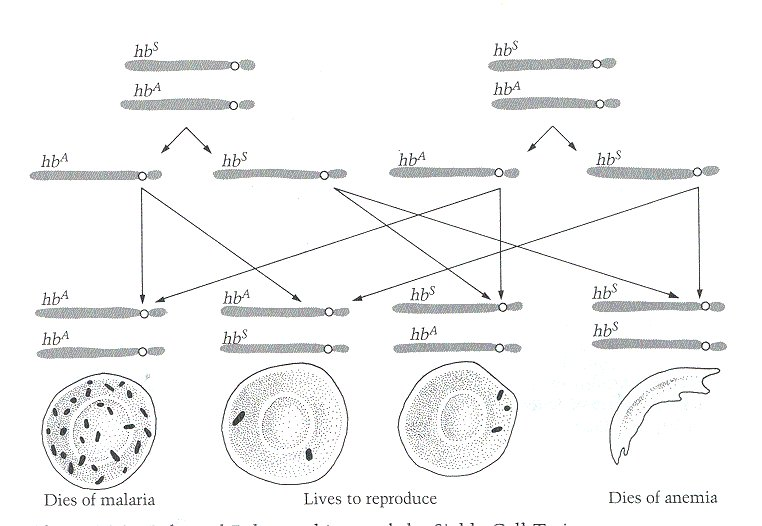 hbS hbS
hbA hbA
hbA hbS hbA hbS
hbA hbA hbS hbS
hbA hbS hbA hbS
Dies of malaria Lives to reproduce Dies of anemia